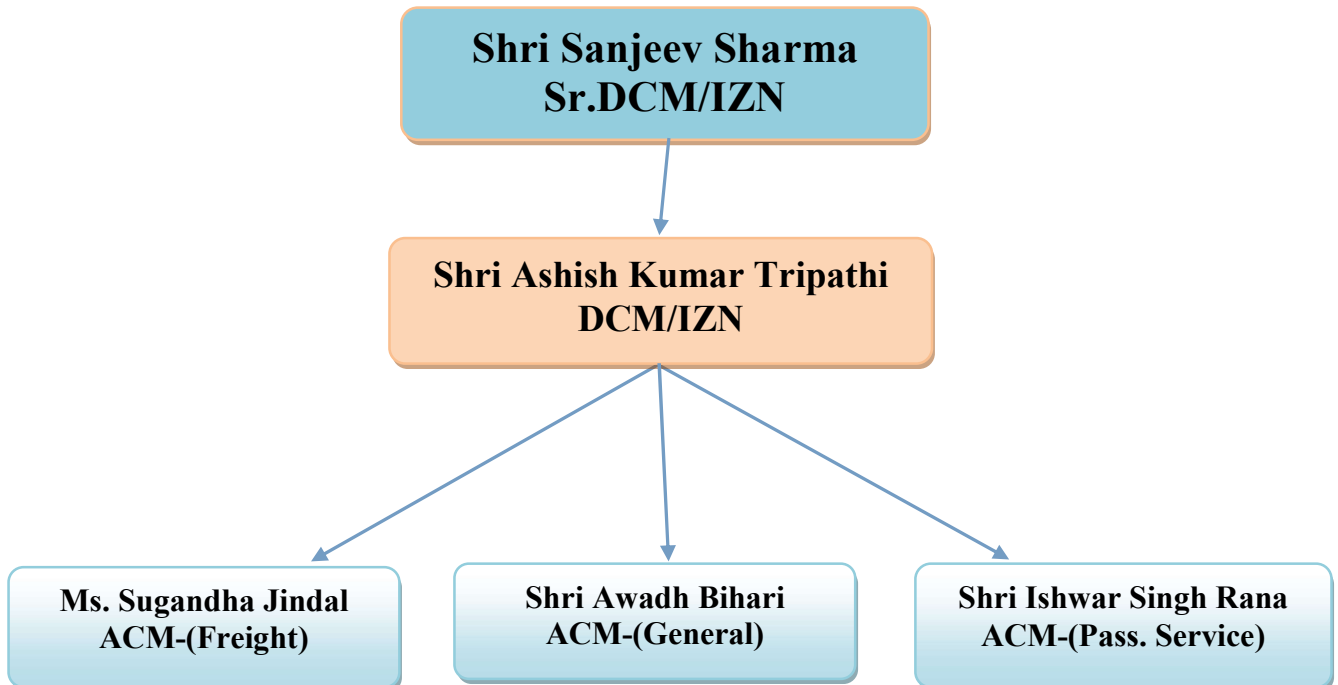 Shri Sanjeev Sharma
Sr.DCM/IZN
Shri Ashish Kumar Tripathi
DCM/IZN
Ms. Sugandha Jindal
ACM-(Freight)
Shri Awadh Bihari
ACM-(General)
Shri Ishwar Singh Rana
ACM-(Pass. Service)